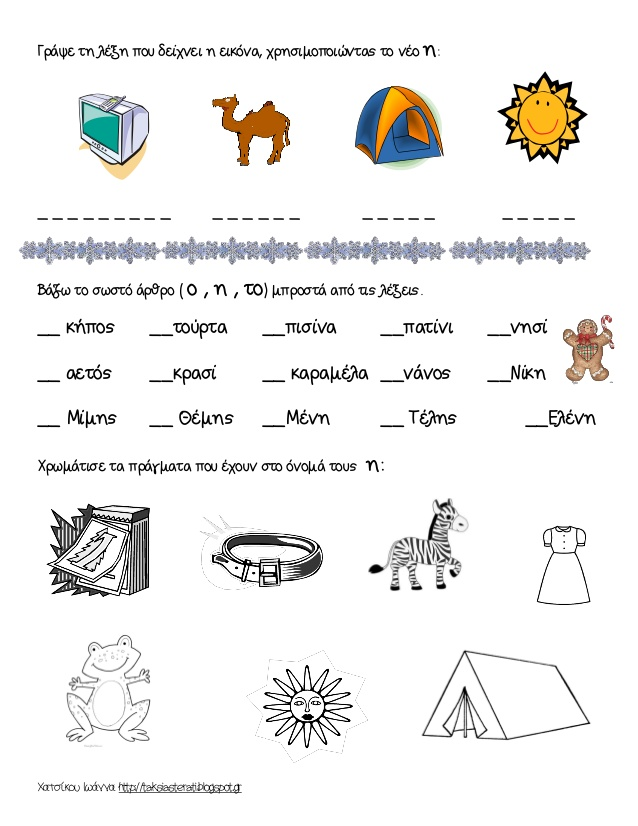 Γράψε τη λέξη που δείχνει η εικόνα, χρησιμοποιώντας το νέο η:
_ _ _ _ _ _ _ _ _ _ _ _ _ _ _ _ _ _ _ _ _ _ _ _ _
Βάζω το σωστό άρθρο ( ο , η , το) μπροστά από τις λέξεις.
__ κήπος __τούρτα __πισίνα __πατίνι __νησί
__ αετός __κρασί __ καραμέλα __νάνος __Νίκη
__ Μίμης __ Θέμης __Μένη __ Τέλης __Ελένη
Χρωμάτισε τα πράγματα που έχουν στο όνομά τους η:
Χατσίκου Ιωάννα http://taksiasterati.blogspot.gr